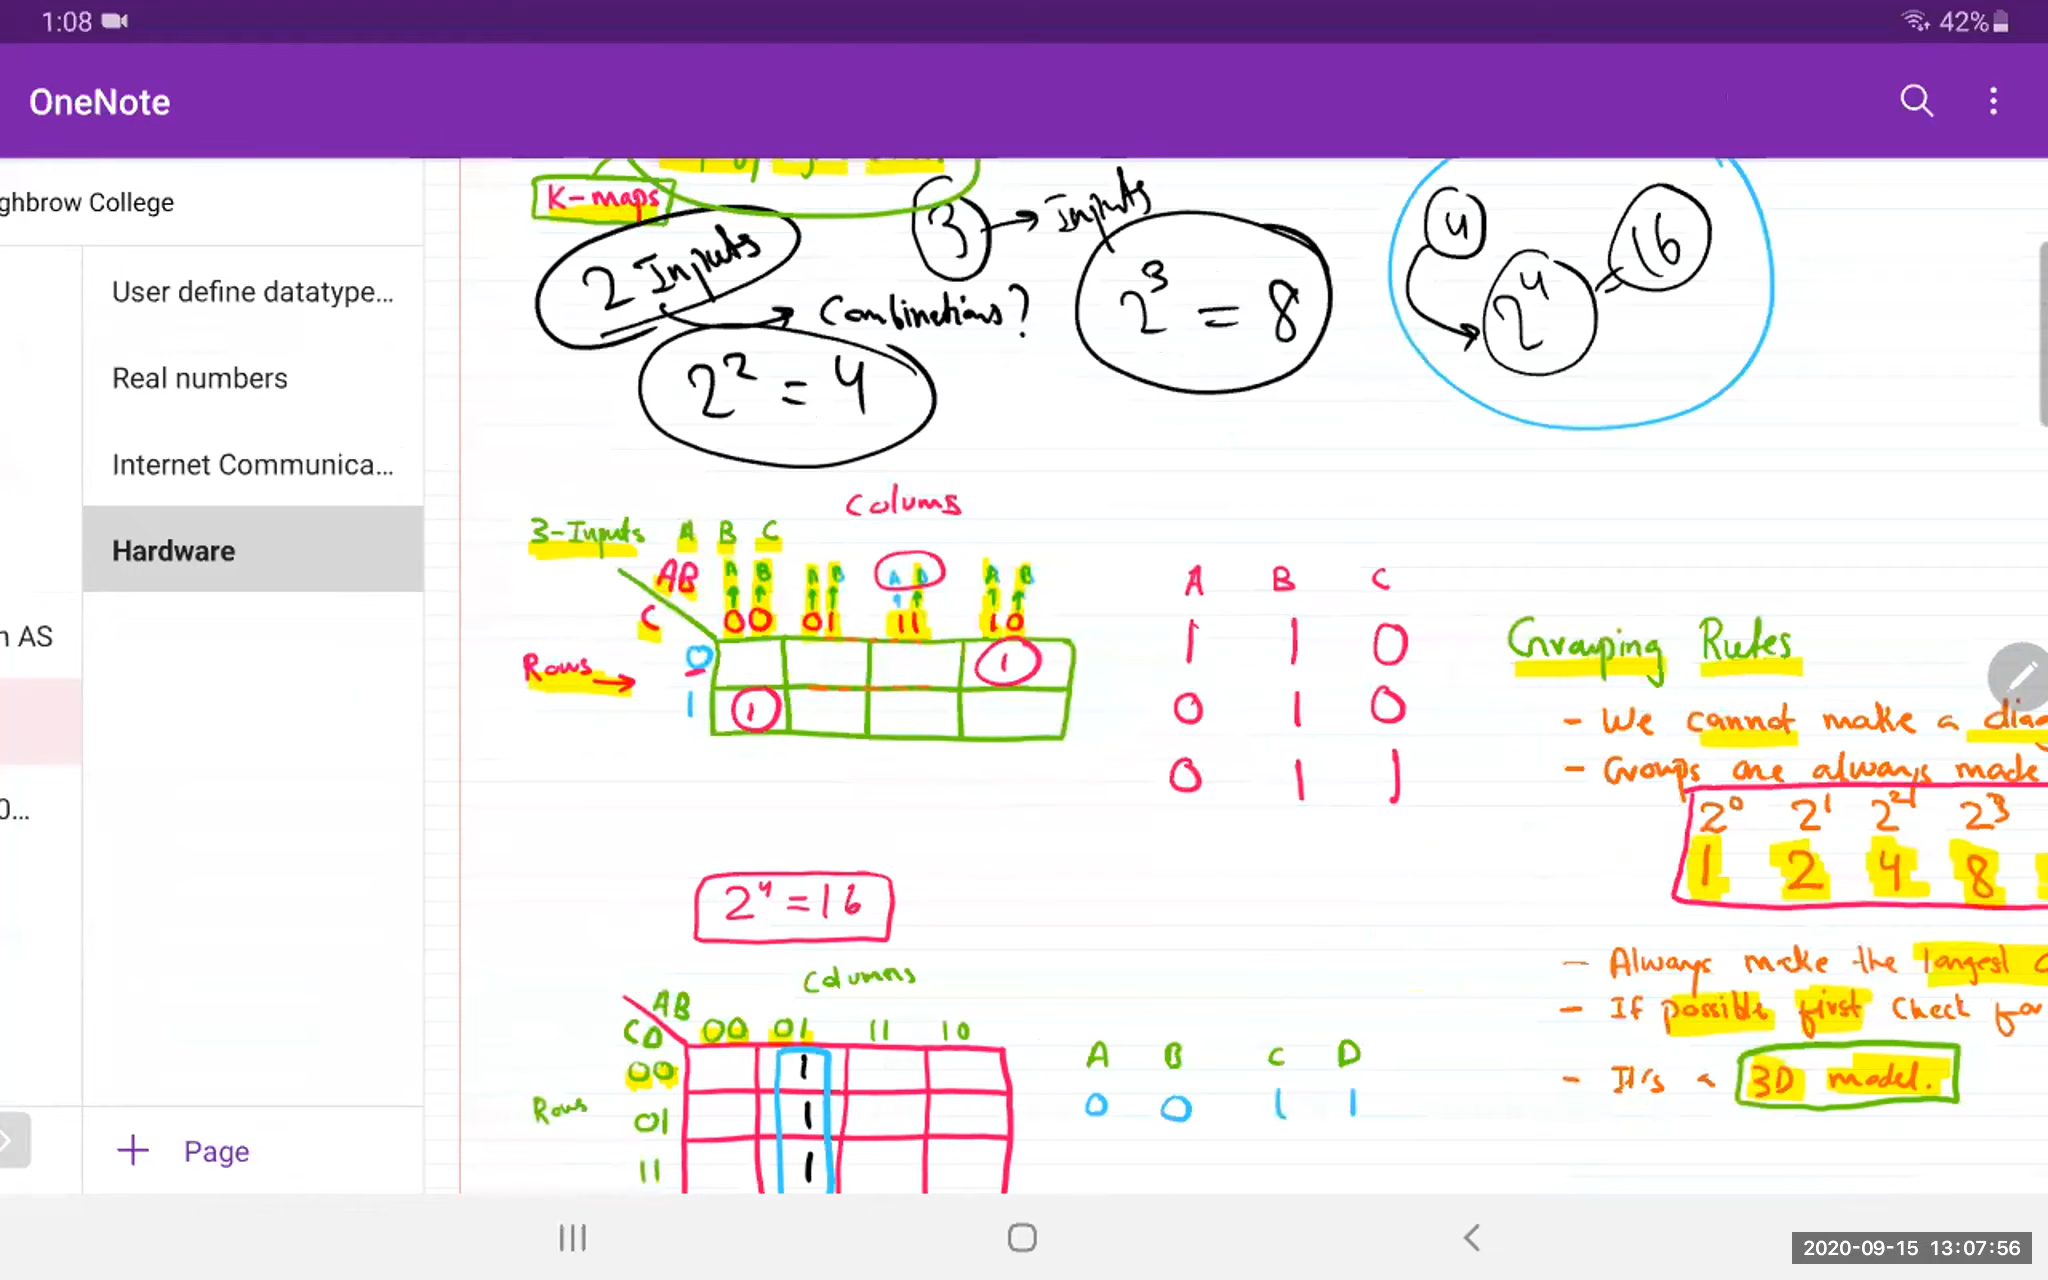 1:08 42%
OneNote
ghbrow College
User define datatype...
Real numbers
Internet Communica...
Hardware
n AS
0...
+ Page
K-maps
2 Inputs
3 → Inputs
Combinetions?
2² = 4
2³ = 8
4
2⁴ = 16
Colums
3-Inputs A B C
AB A B A B A B A B
C 00 01 11 10
Rows → 0 1
1 1
A B C
1 1 0
0 1 0
0 1 1
Grouping Rules
- We cannot make a diag
- Groups are always made
2⁰ 2¹ 2² 2³
1 2 4 8
- Always make the largest
- If possible first check for
- It's a 3D model.
2⁴ = 16
Columns
AB
CD 00 01 11 10
00 1
Rows 01 1
11 1
A B C D
0 0 1 1
2020-09-15 13:07:56